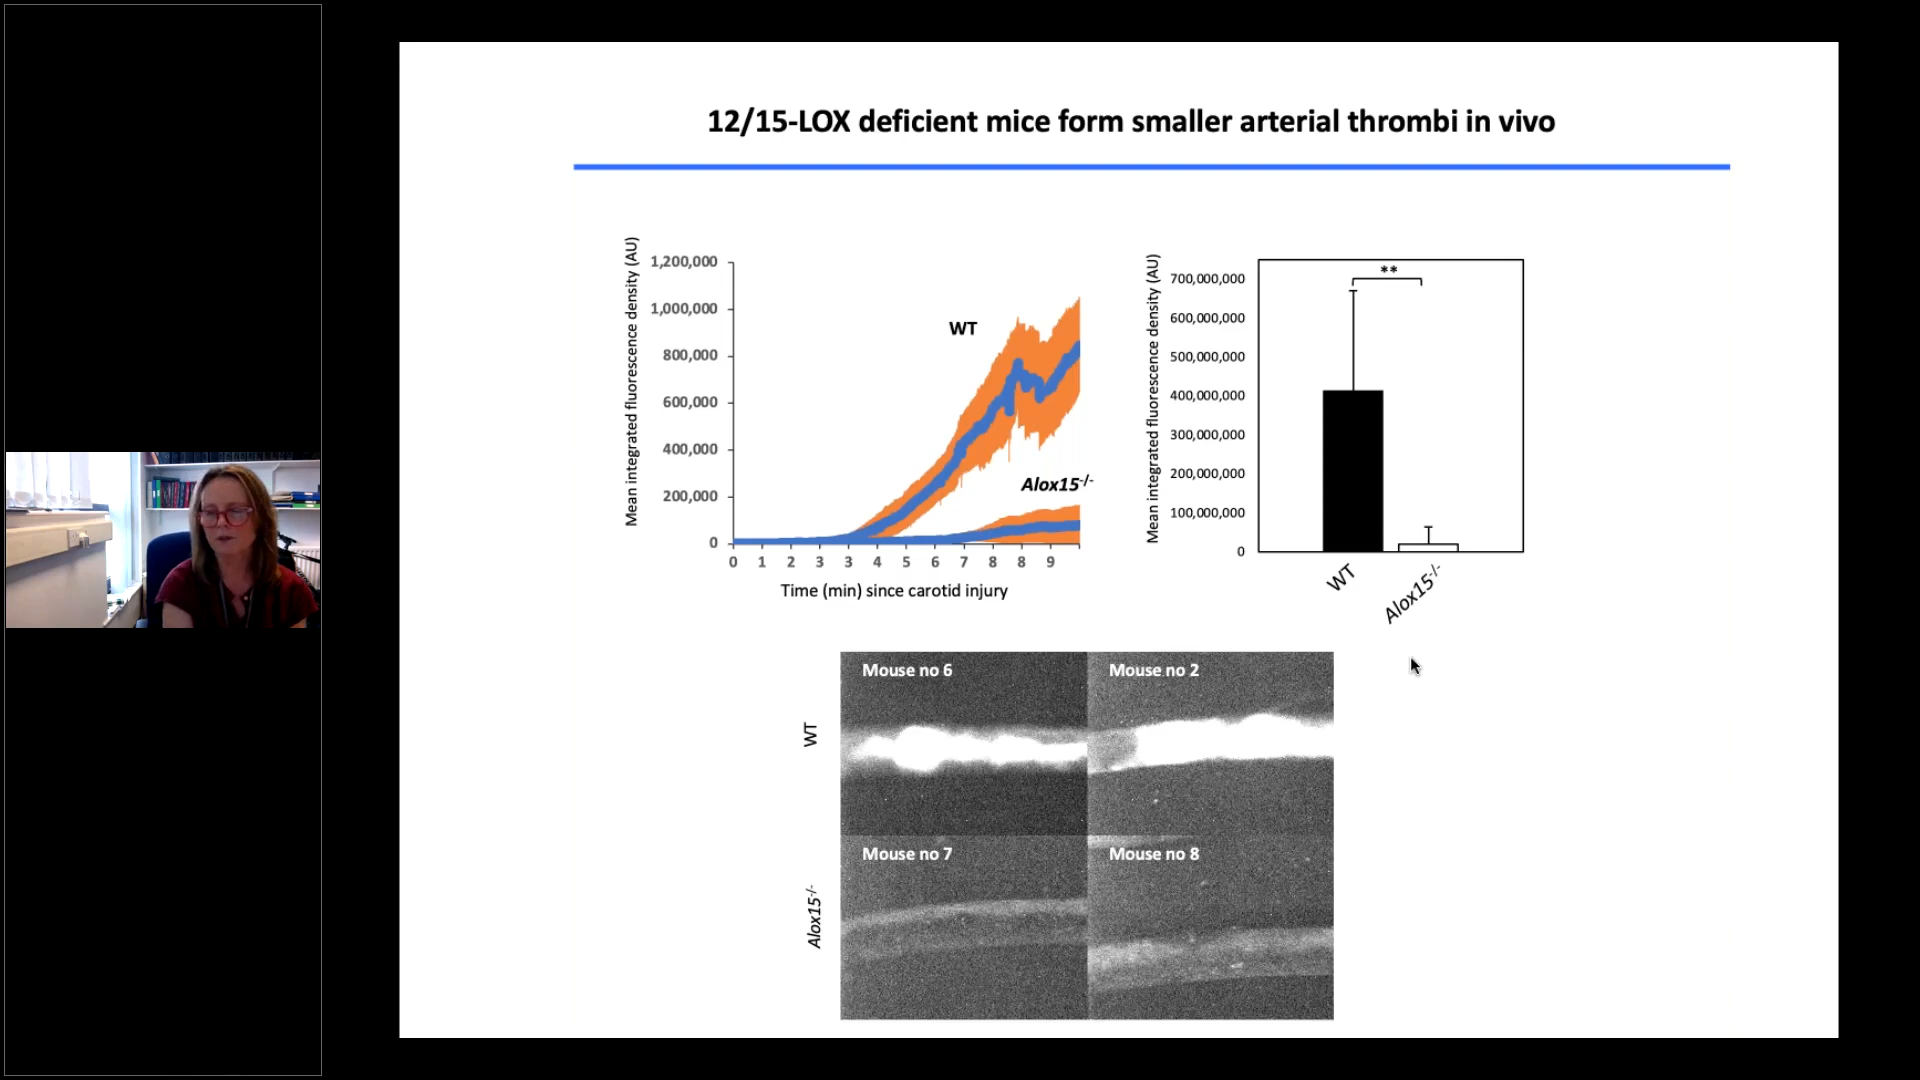 12/15-LOX deficient mice form smaller arterial thrombi in vivo
Mean integrated fluorescence density (AU)
1,200,000
1,000,000
800,000
600,000
400,000
200,000
0
WT
Alox15-/-
0 1 2 3 3 4 5 6 7 8 8 9
Time (min) since carotid injury
Mean integrated fluorescence density (AU)
700,000,000
600,000,000
500,000,000
400,000,000
300,000,000
200,000,000
100,000,000
0
**
WT
Alox15-/-
Mouse no 6
Mouse no 2
WT
Mouse no 7
Mouse no 8
Alox15-/-